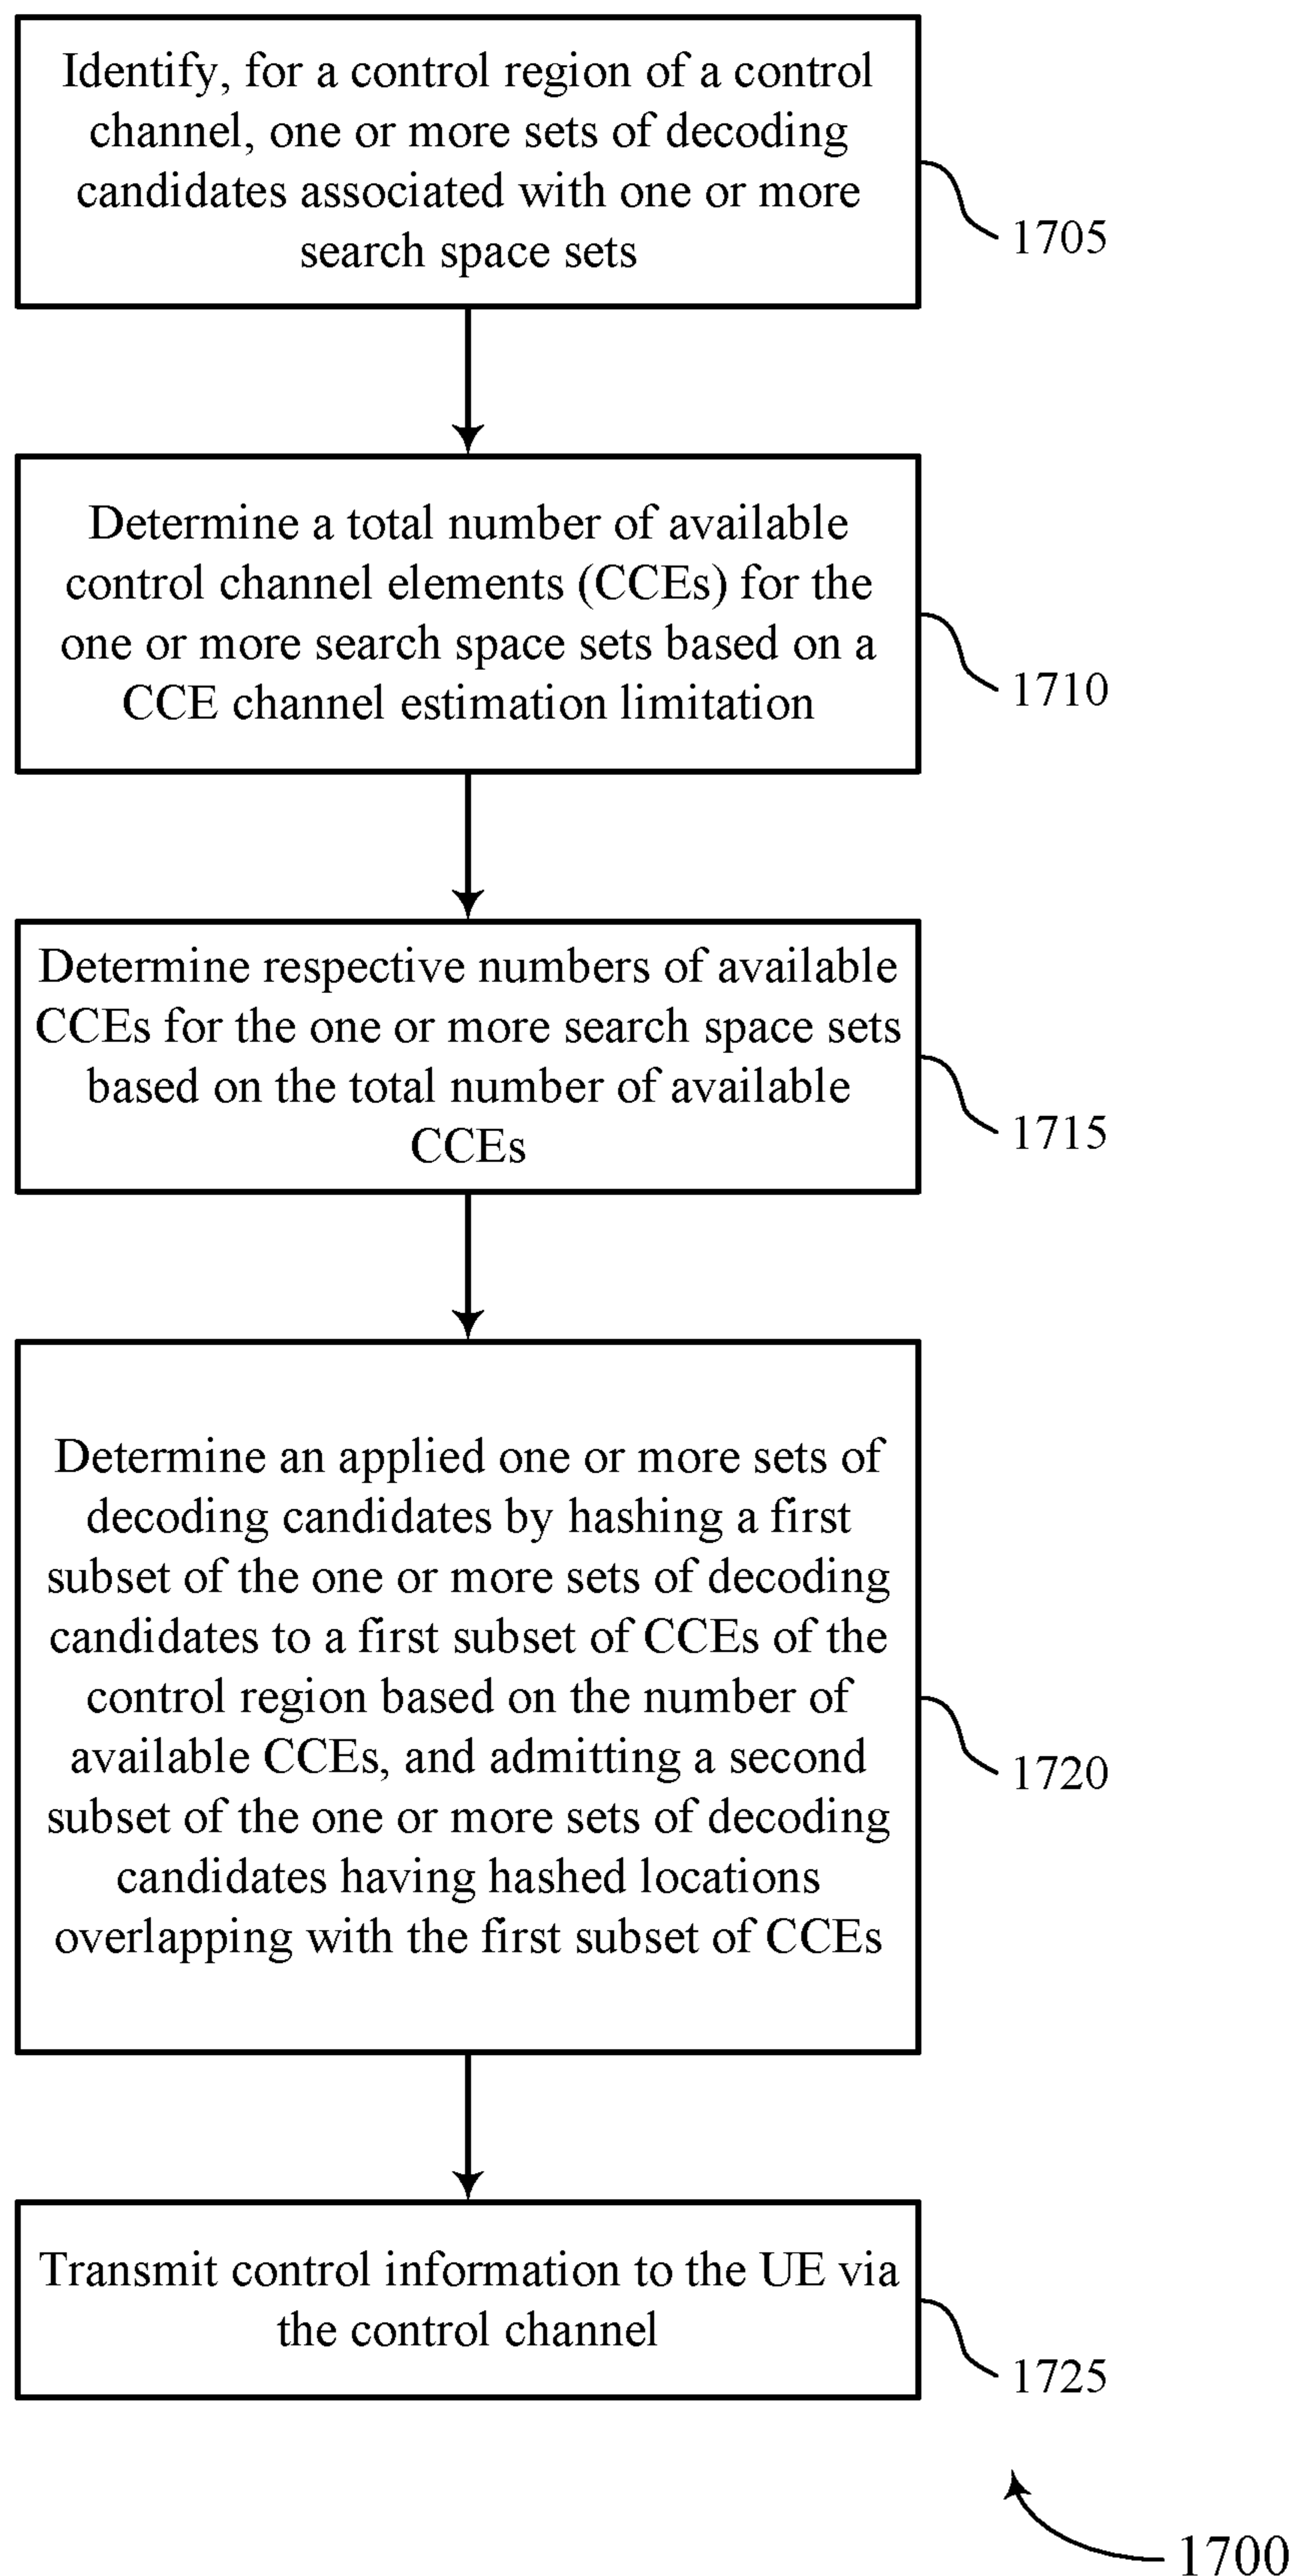 Identify, for a control region of a control
channel, one or more sets of decoding
candidates associated with one or more
search space sets
1705
Determine a total number of available
control channel elements (CCEs) for the
one or more search space sets based on a
CCE channel estimation limitation
1710
Determine respective numbers of available
CCEs for the one or more search space sets
based on the total number of available
CCEs
1715
Determine an applied one or more sets of
decoding candidates by hashing a first
subset of the one or more sets of decoding
candidates to a first subset of CCEs of the
control region based on the number of
available CCEs, and admitting a second
subset of the one or more sets of decoding
candidates having hashed locations
overlapping with the first subset of CCEs
1720
Transmit control information to the UE via
the control channel
1725
1700